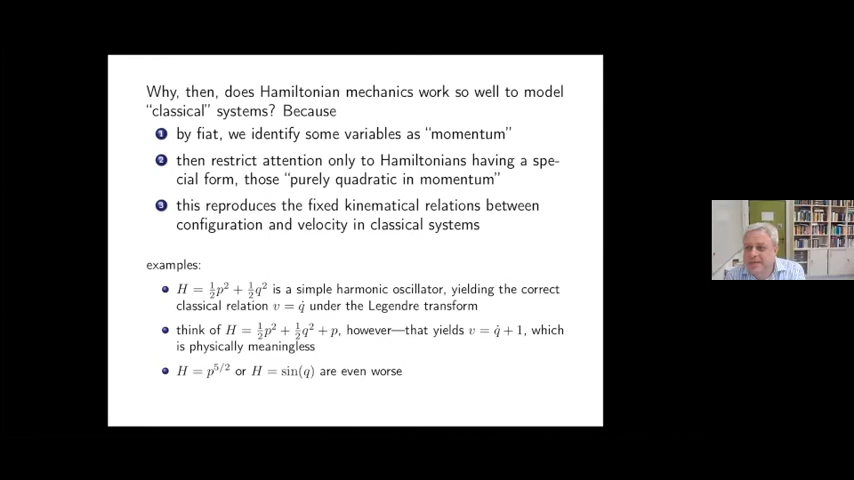 Why, then, does Hamiltonian mechanics work so well to model
“classical” systems? Because
1 by fiat, we identify some variables as “momentum”
2 then restrict attention only to Hamiltonians having a spe-
cial form, those “purely quadratic in momentum”
3 this reproduces the fixed kinematical relations between
configuration and velocity in classical systems
examples:
• H = ½p² + ½q² is a simple harmonic oscillator, yielding the correct
classical relation v = q̇ under the Legendre transform
• think of H = ½p² + ½q² + p, however—that yields v = q̇ + 1, which
is physically meaningless
• H = p^{5/2} or H = sin(q) are even worse